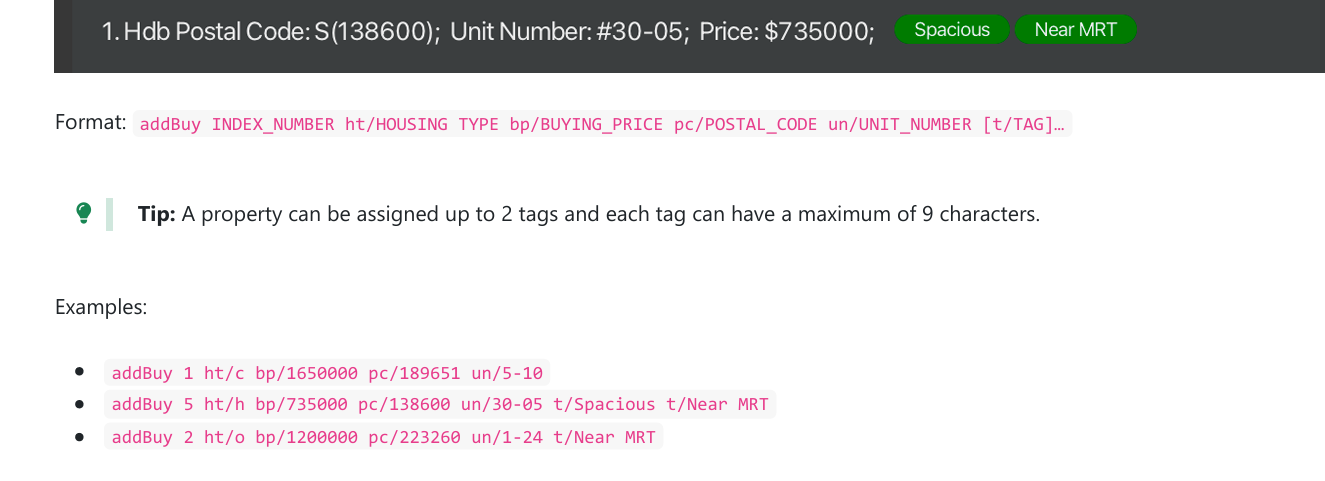 1. Hdb Postal Code: S(138600); Unit Number: #30-05; Price: $735000; Spacious Near MRT
Format: addBuy INDEX_NUMBER ht/HOUSING TYPE bp/BUYING_PRICE pc/POSTAL_CODE un/UNIT_NUMBER [t/TAG]…
Tip: A property can be assigned up to 2 tags and each tag can have a maximum of 9 characters.
Examples:
addBuy 1 ht/c bp/1650000 pc/189651 un/5-10
addBuy 5 ht/h bp/735000 pc/138600 un/30-05 t/Spacious t/Near MRT
addBuy 2 ht/o bp/1200000 pc/223260 un/1-24 t/Near MRT